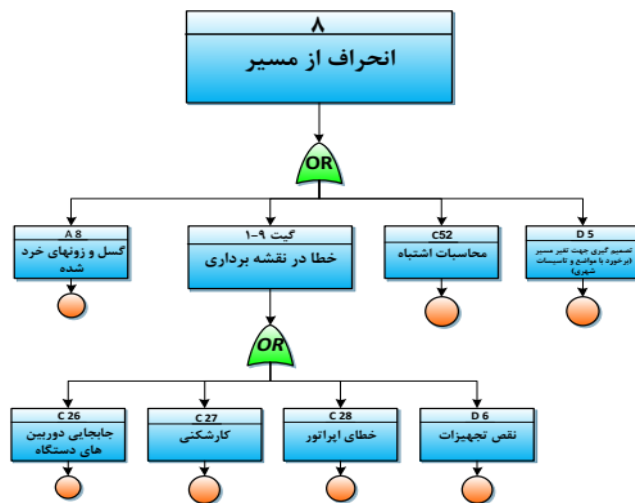 ۸
انحراف از مسیر
OR
A 8
گسل و زونهای خرد
شده
گیت ۹-۱
خطا در نقشه برداری
C52
محاسبات اشتباه
D 5
تصمیم گیری جهت تغیر مسیر
(برخورد با مواضع و تاسیسات
شهری)
OR
C 26
جابجایی دوربین
های دستگاه
C 27
کارشکنی
C 28
خطای اپراتور
D 6
نقص تجهیزات